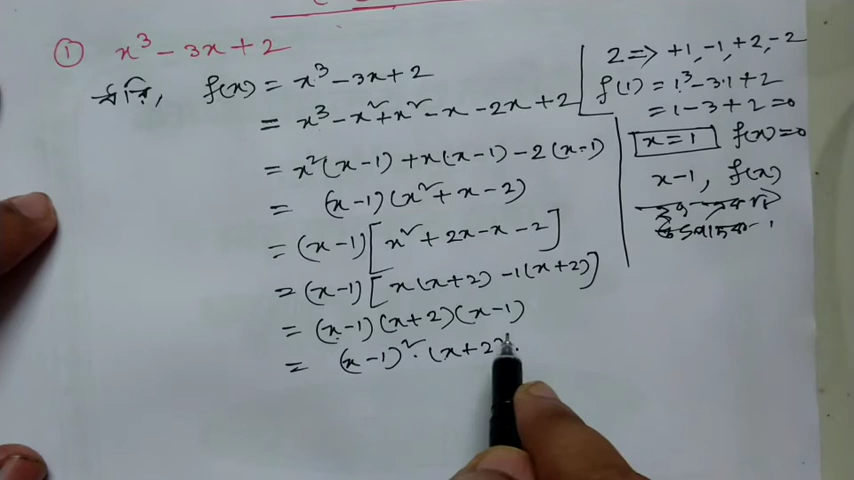 ① x³ - 3x + 2
ধরি, f(x) = x³ - 3x + 2
= x³ - x² + x² - x - 2x + 2
= x²(x-1) + x(x-1) - 2(x-1)
= (x-1)(x² + x - 2)
= (x-1)[x² + 2x - x - 2]
= (x-1)[x(x+2) - 1(x+2)]
= (x-1)(x+2)(x-1)
= (x-1)².(x+2).
2 => +1, -1, +2, -2
f(1) = 1³ - 3.1 + 2
= 1 - 3 + 2 = 0
x = 1 f(x) = 0
x-1, f(x)